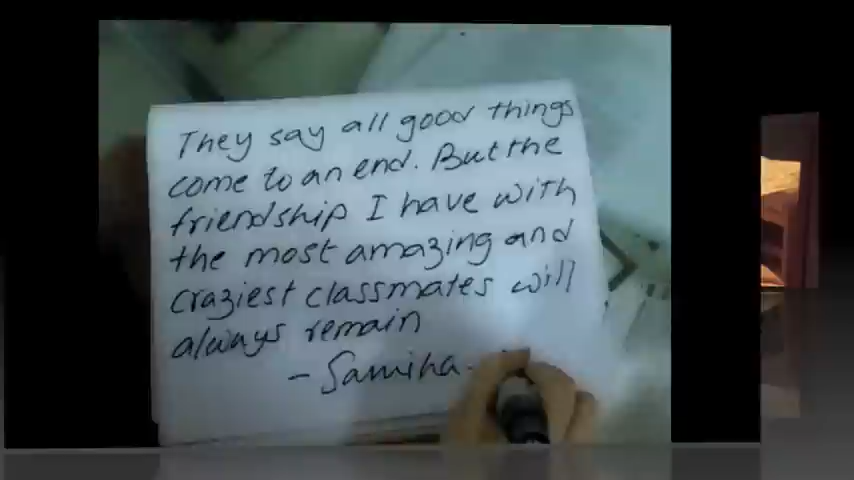 They say all good things
come to an end. But the
friendship I have with
the most amazing and
craziest classmates will
always remain
- Samiha.